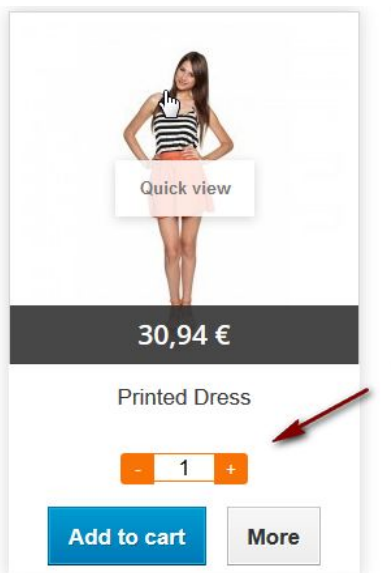 Quick view
30,94 €
Printed Dress
- 1 +
Add to cart More